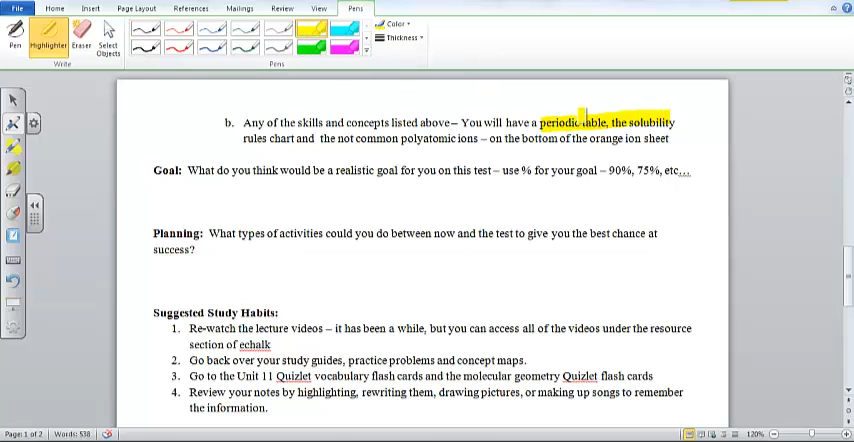 File Home Insert Page Layout References Mailings Review View Pens
Pen Highlighter Eraser Select Objects
Color
Thickness
Write Pens
b. Any of the skills and concepts listed above – You will have a periodic table, the solubility
rules chart and the not common polyatomic ions – on the bottom of the orange ion sheet
Goal: What do you think would be a realistic goal for you on this test – use % for your goal – 90%, 75%, etc…
Planning: What types of activities could you do between now and the test to give you the best chance at
success?
Suggested Study Habits:
1. Re-watch the lecture videos – it has been a while, but you can access all of the videos under the resource
section of echalk
2. Go back over your study guides, practice problems and concept maps.
3. Go to the Unit 11 Quizlet vocabulary flash cards and the molecular geometry Quizlet flash cards
4. Review your notes by highlighting, rewriting them, drawing pictures, or making up songs to remember
the information.
Page: 1 of 2 Words: 538 120%